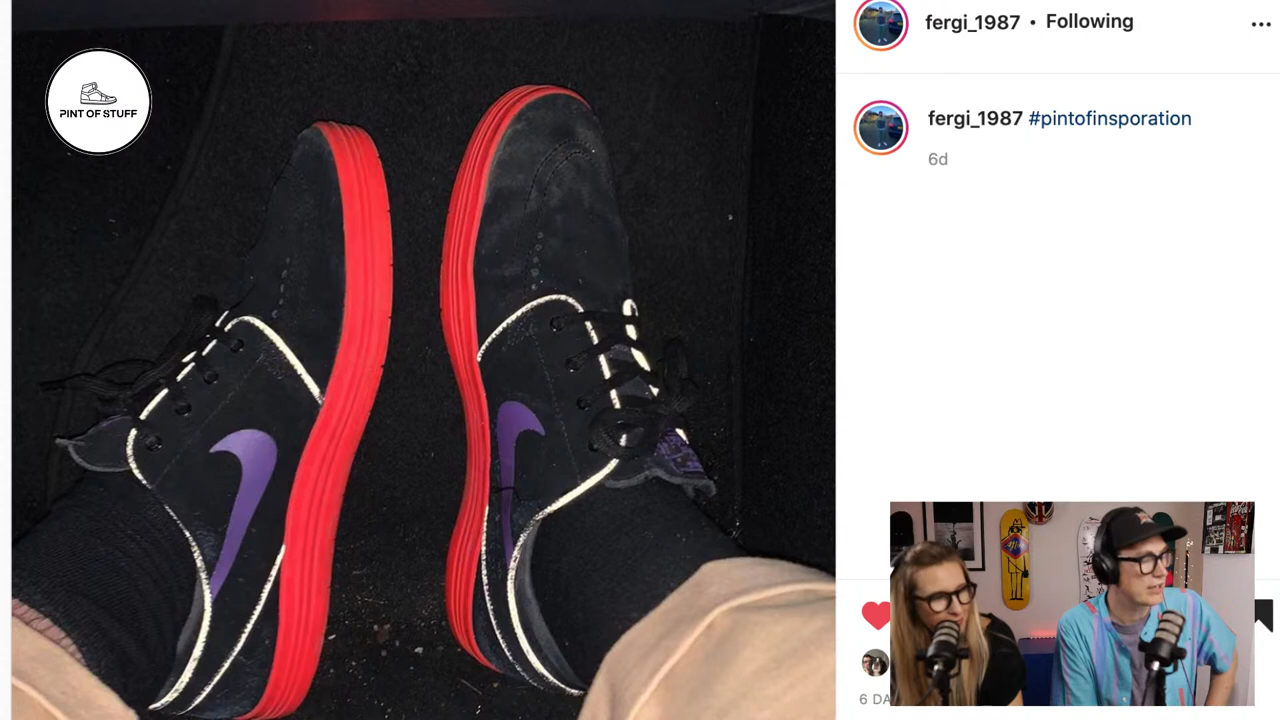 PINT OF STUFF
fergi_1987 • Following
fergi_1987 #pintofinsporation
6d
6 DA